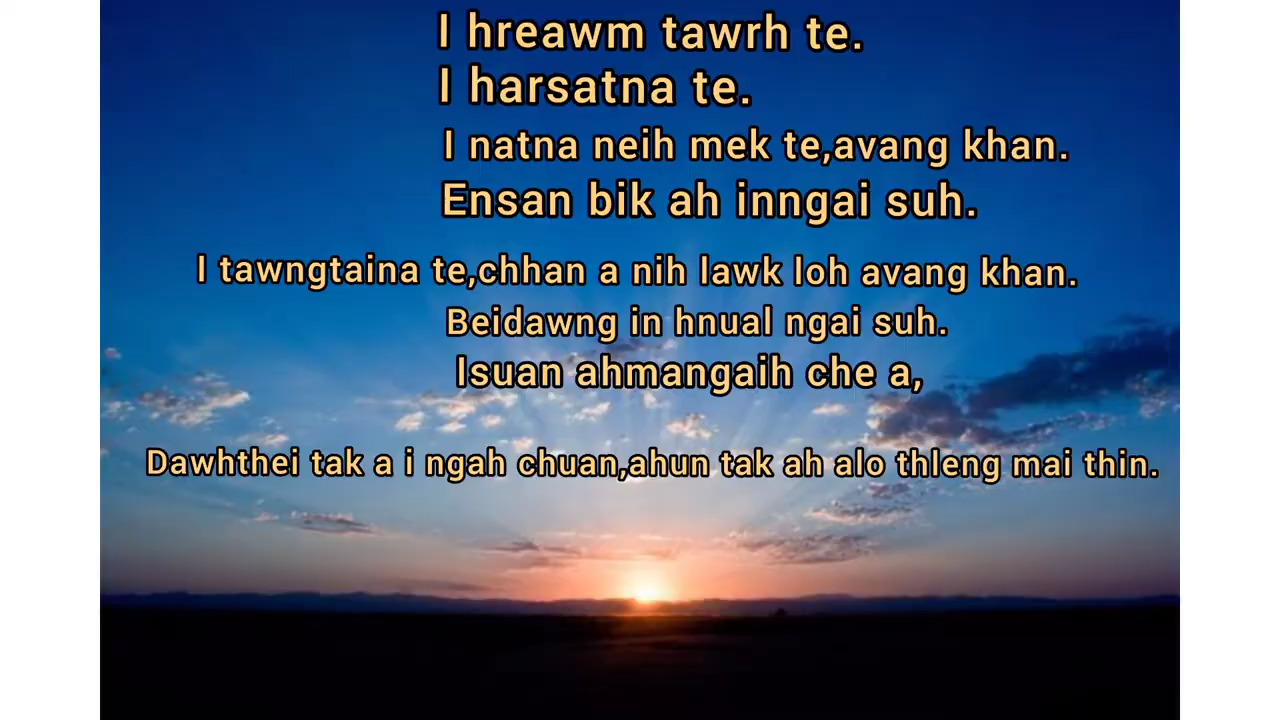 I hreawm tawrh te.
I harsatna te.
I natna neih mek te,avang khan.
Ensan bik ah inngai suh.
I tawngtaina te,chhan a nih lawk loh avang khan.
Beidawng in hnual ngai suh.
Isuan ahmangaih che a,
Dawhthei tak a i ngah chuan,ahun tak ah alo thleng mai thin.